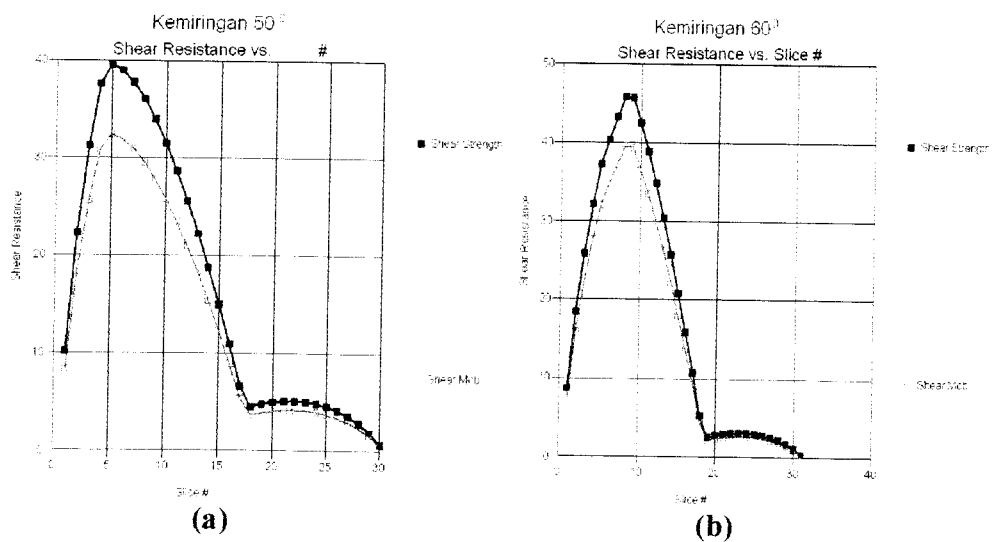 Kemiringan 50⁰
Shear Resistance vs. #
Shear Resistance
40
30
20
10
0
0 5 10 15 20 25 30
Slice #
Shear Strength
Shear Mob
(a)
Kemiringan 60⁰
Shear Resistance vs. Slice #
Shear Resistance
50
40
30
20
10
0
0 10 20 30 40
Slice #
Shear Strength
Shear Mob
(b)